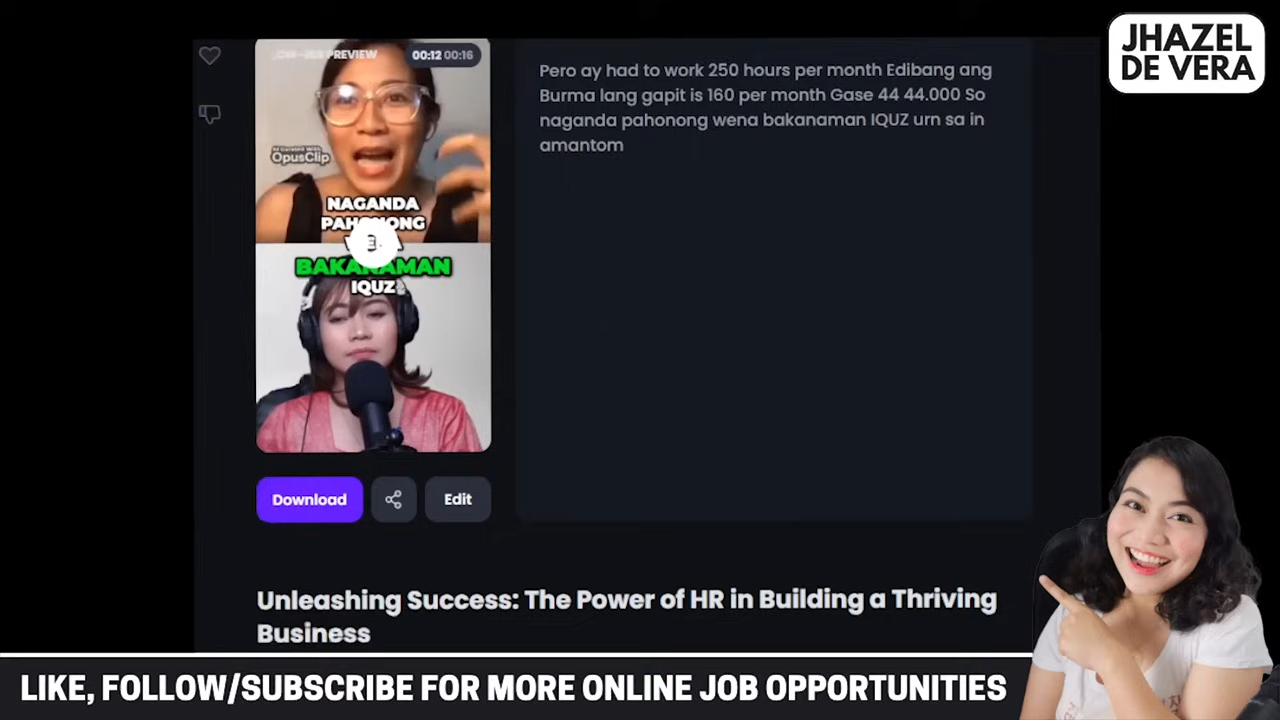 JHAZEL
DE VERA
PREVIEW
00:12 00:16
OpusClip
NAGANDA
BAKANAMAN
IQUZ
Pero ay had to work 250 hours per month Edibang ang
Burma lang gapit is 160 per month Gase 44 44.000 So
naganda pahonong wena bakanaman IQUZ urn sa in
amantom
Download
Edit
Unleashing Success: The Power of HR in Building a Thriving
Business
LIKE, FOLLOW/SUBSCRIBE FOR MORE ONLINE JOB OPPORTUNITIES